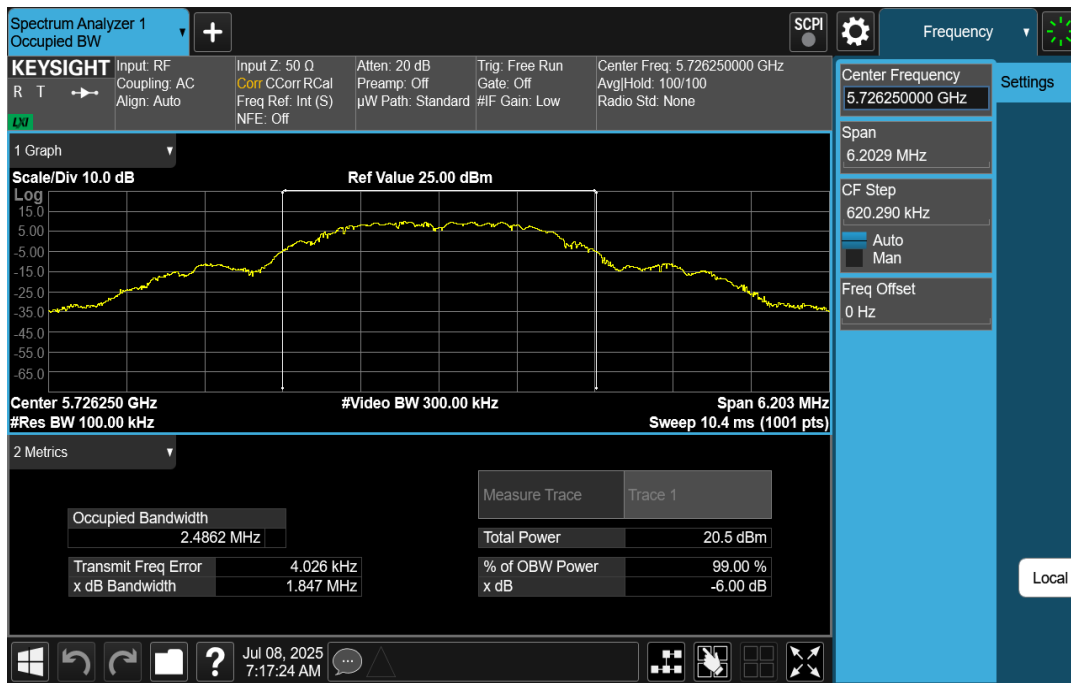 Spectrum Analyzer 1
Occupied BW
+
SCPI
Frequency
KEYSIGHT
R T
LXI
Input: RF
Coupling: AC
Align: Auto
Input Z: 50 Ω
Corr CCorr RCal
Freq Ref: Int (S)
NFE: Off
Atten: 20 dB
Preamp: Off
µW Path: Standard
Trig: Free Run
Gate: Off
#IF Gain: Low
Center Freq: 5.726250000 GHz
Avg|Hold: 100/100
Radio Std: None
Center Frequency
5.726250000 GHz
Settings
Span
6.2029 MHz
CF Step
620.290 kHz
Auto
Man
Freq Offset
0 Hz
Local
1 Graph
Scale/Div 10.0 dB
Ref Value 25.00 dBm
Log
15.0
5.00
-5.00
-15.0
-25.0
-35.0
-45.0
-55.0
-65.0
Center 5.726250 GHz
#Video BW 300.00 kHz
Span 6.203 MHz
#Res BW 100.00 kHz
Sweep 10.4 ms (1001 pts)
2 Metrics
Measure Trace
Trace 1
Occupied Bandwidth
2.4862 MHz
Total Power
20.5 dBm
Transmit Freq Error
4.026 kHz
% of OBW Power
99.00 %
x dB Bandwidth
1.847 MHz
x dB
-6.00 dB
?
Jul 08, 2025
7:17:24 AM